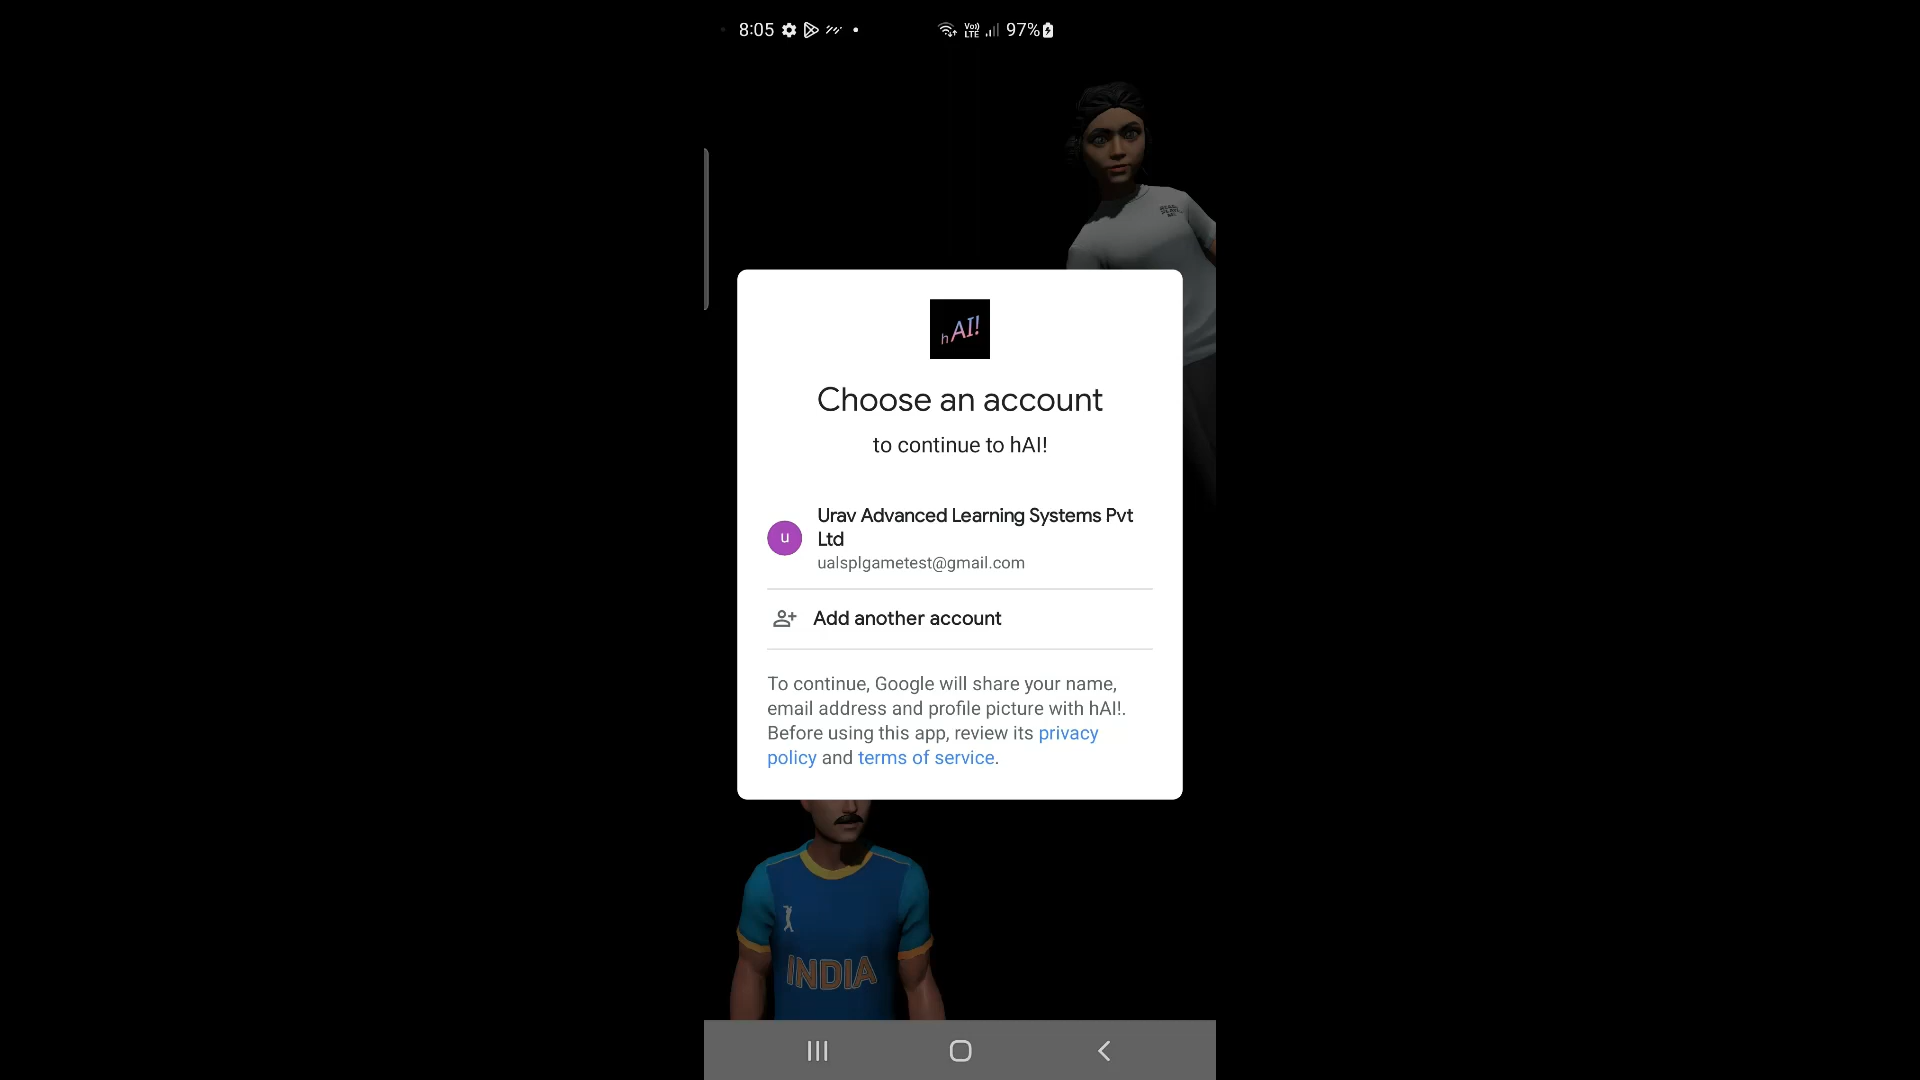 8:05
Vo))
LTE
97%
hAI!
Choose an account
to continue to hAI!
u
Urav Advanced Learning Systems Pvt
Ltd
ualsplgametest@gmail.com
Add another account
To continue, Google will share your name,
email address and profile picture with hAI!.
Before using this app, review its privacy
policy and terms of service.
INDIA